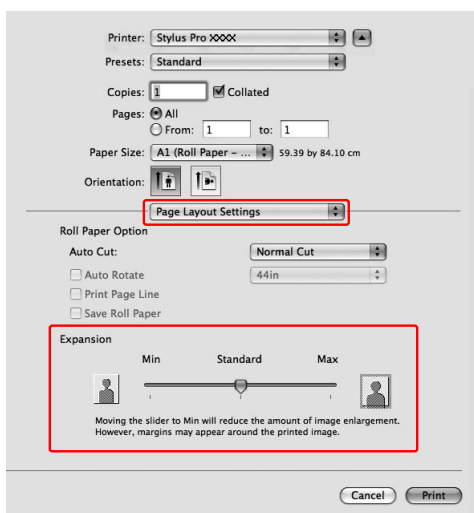 Printer: Stylus Pro XXXX
Presets: Standard
Copies: 1 Collated
Pages: All
From: 1 to: 1
Paper Size: A1 (Roll Paper - ... 59.39 by 84.10 cm
Orientation:
Page Layout Settings
Roll Paper Option
Auto Cut: Normal Cut
Auto Rotate 44in
Print Page Line
Save Roll Paper
Expansion
Min Standard Max
Moving the slider to Min will reduce the amount of image enlargement.
However, margins may appear around the printed image.
Cancel Print